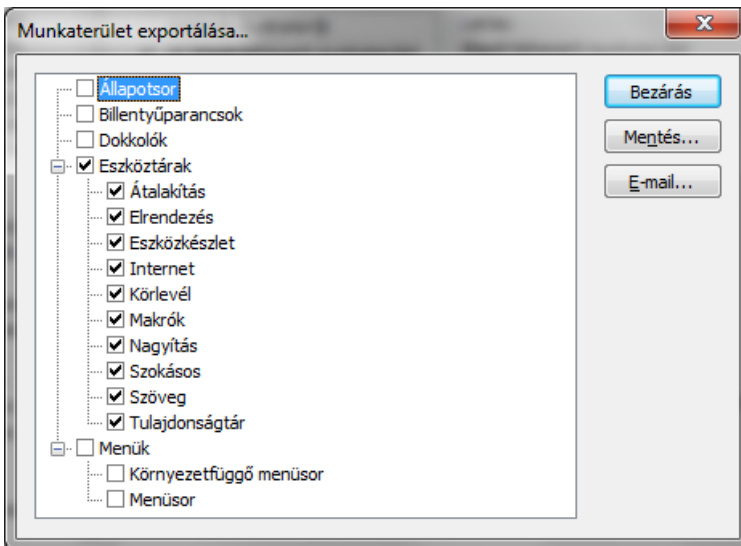 Munkaterület exportálása...
Állapotsor
Billentyűparancsok
Dokkolók
Eszköztárak
Átalakítás
Elrendezés
Eszközkészlet
Internet
Körlevél
Makrók
Nagyítás
Szokásos
Szöveg
Tulajdonságtár
Menük
Környezetfüggő menüsor
Menüsor
Bezárás
Mentés...
E-mail...